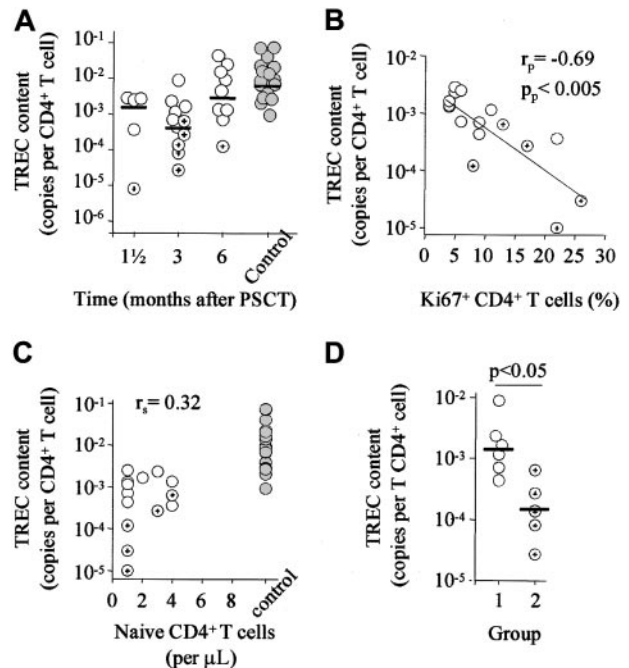 A
TREC content
(copies per CD4⁺ T cell)
10⁻¹
10⁻²
10⁻³
10⁻⁴
10⁻⁵
10⁻⁶
1½ 3 6 Control
Time (months after PSCT)
B
TREC content
(copies per CD4⁺ T cell)
10⁻²
10⁻³
10⁻⁴
10⁻⁵
rₚ= -0.69
pₚ< 0.005
0 5 10 15 20 25 30
Ki67⁺ CD4⁺ T cells (%)
C
TREC content
(copies per CD4⁺ T cell)
10⁻¹
10⁻²
10⁻³
10⁻⁴
10⁻⁵
rₛ= 0.32
0 2 4 6 8 control
Naive CD4⁺ T cells
(per µL)
D
p<0.05
TREC content
(copies per T CD4⁺ cell)
10⁻²
10⁻³
10⁻⁴
10⁻⁵
1 2
Group